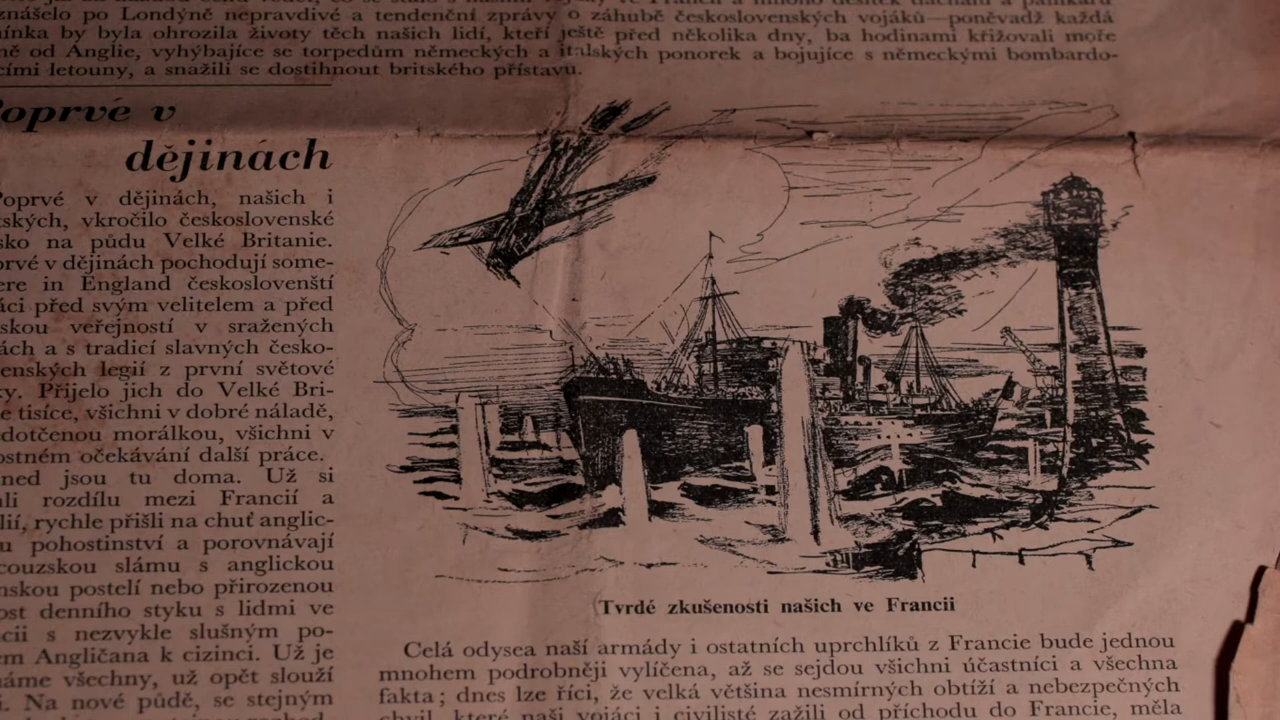 znášelo po Londýně nepravdivé a tendenční zprávy o záhubě československých vojáků—poněvadž každá
mínka by byla ohrozila životy těch našich lidí, kteří ještě před několika dny, ba hodinami křižovali moře
ně od Anglie, vyhýbajíce se torpedům německých a italských ponorek a bojujíce s německými bombardo-
cími letouny, a snažili se dostihnout britského přístavu.
Poprvé v
dějinách
Poprvé v dějinách, našich i
tských, vkročilo československé
sko na půdu Velké Britanie.
prvé v dějinách pochodují some-
ere in England českoslovenští
áci před svým velitelem a před
skou veřejností v sražených
ách a s tradicí slavných česko-
enských legií z první světové
ky. Přijelo jich do Velké Bri-
e tisíce, všichni v dobré náladě,
dotčenou morálkou, všichni v
ostném očekávání další práce.
ned jsou tu doma. Už si
ali rozdílu mezi Francií a
lií, rychle přišli na chuť anglic-
u pohostinství a porovnávají
couzskou slámu s anglickou
nskou postelí nebo přirozenou
ost denního styku s lidmi ve
cii s nezvykle slušným po-
em Angličana k cizinci. Už je
máme všechny, už opět slouží
i. Na nové půdě, se stejným
Tvrdé zkušenosti našich ve Francii
Celá odysea naší armády i ostatních uprchlíků z Francie bude jednou
mnohem podrobněji vylíčena, až se sejdou všichni účastníci a všechna
fakta; dnes lze říci, že velká většina nesmírných obtíží a nebezpečných
chvil, které naši vojáci i civilisté zažili od příchodu do Francie, měla